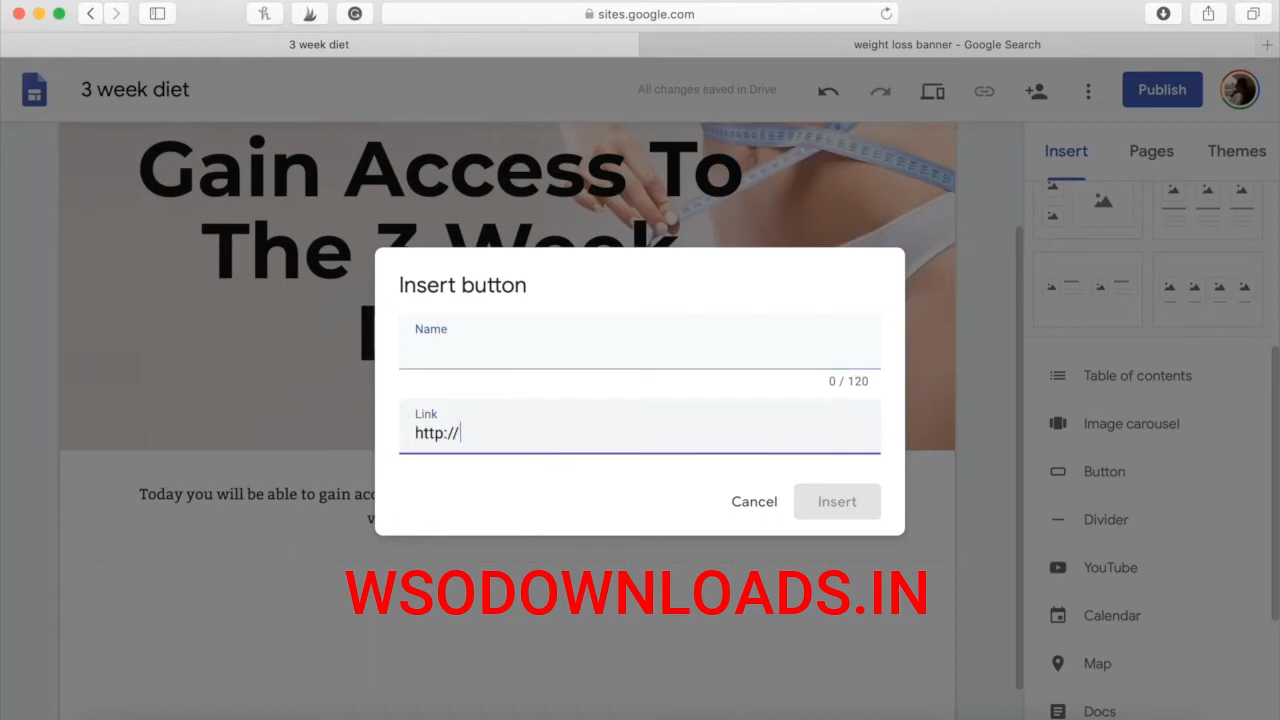 sites.google.com
3 week diet
weight loss banner - Google Search
3 week diet
All changes saved in Drive
Publish
Insert
Pages
Themes
Gain Access To
The 3 Week
Insert button
Name
0 / 120
Link
http://
Cancel
Insert
Today you will be able to gain acc
Table of contents
Image carousel
Button
Divider
YouTube
Calendar
Map
Docs
WSODOWNLOADS.IN